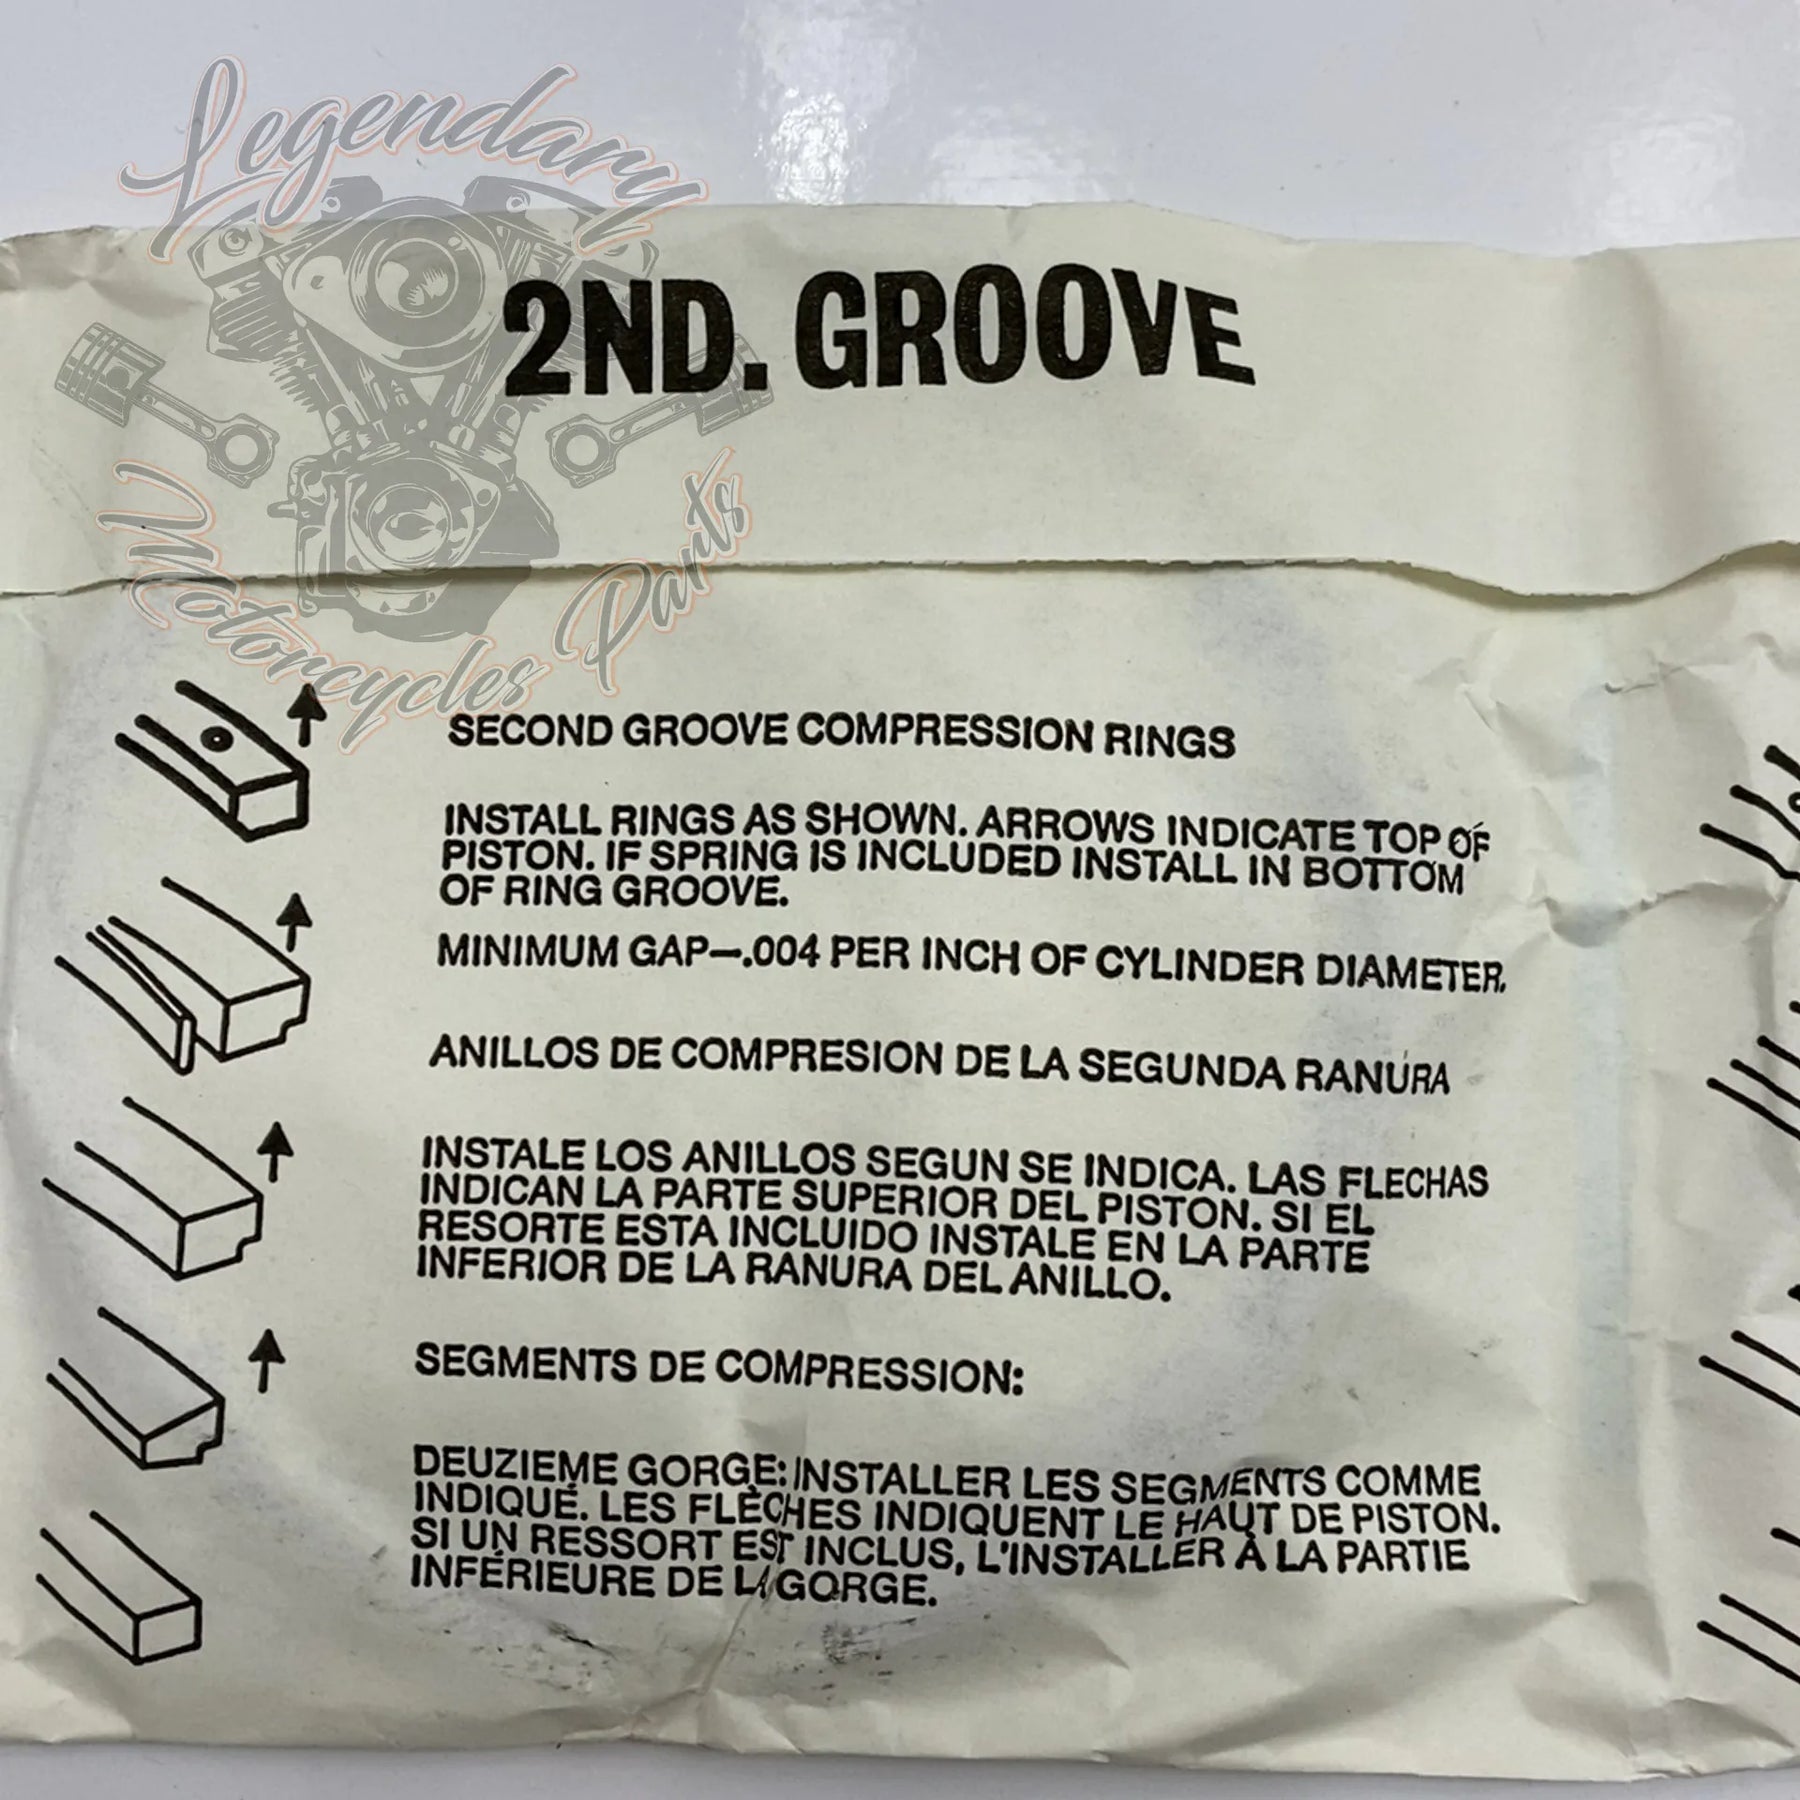 Legendary
Motorcycles Parts
2ND. GROOVE
SECOND GROOVE COMPRESSION RINGS
INSTALL RINGS AS SHOWN. ARROWS INDICATE TOP OF
PISTON. IF SPRING IS INCLUDED INSTALL IN BOTTOM
OF RING GROOVE.
MINIMUM GAP—.004 PER INCH OF CYLINDER DIAMETER.
ANILLOS DE COMPRESION DE LA SEGUNDA RANURA
INSTALE LOS ANILLOS SEGUN SE INDICA. LAS FLECHAS
INDICAN LA PARTE SUPERIOR DEL PISTON. SI EL
RESORTE ESTA INCLUIDO INSTALE EN LA PARTE
INFERIOR DE LA RANURA DEL ANILLO.
SEGMENTS DE COMPRESSION:
DEUZIEME GORGE: INSTALLER LES SEGMENTS COMME
INDIQUÉ. LES FLÈCHES INDIQUENT LE HAUT DE PISTON.
SI UN RESSORT EST INCLUS, L'INSTALLER À LA PARTIE
INFÉRIEURE DE LA GORGE.